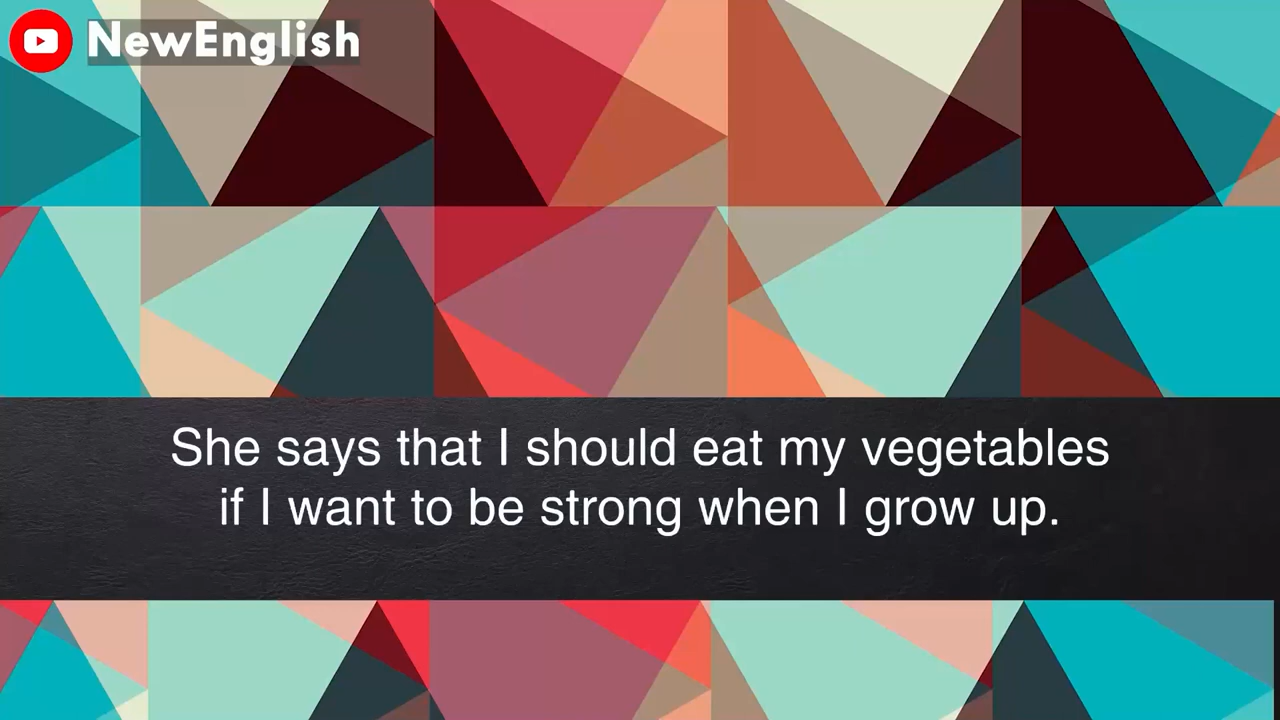 NewEnglish
She says that I should eat my vegetables
if I want to be strong when I grow up.